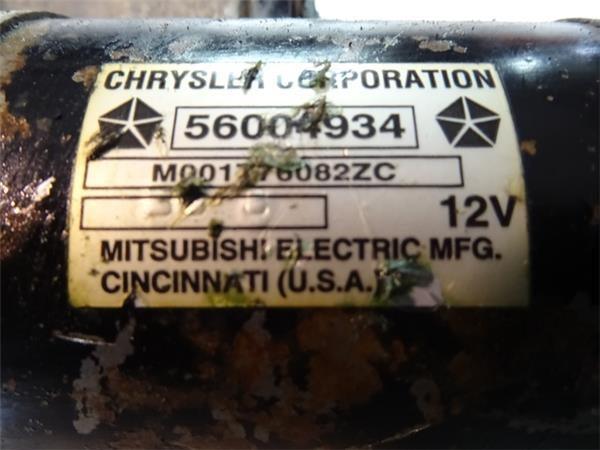 CHRYSLER CORPORATION
56004934
M001T76082ZC
12V
MITSUBISHI ELECTRIC MFG.
CINCINNATI (U.S.A.)